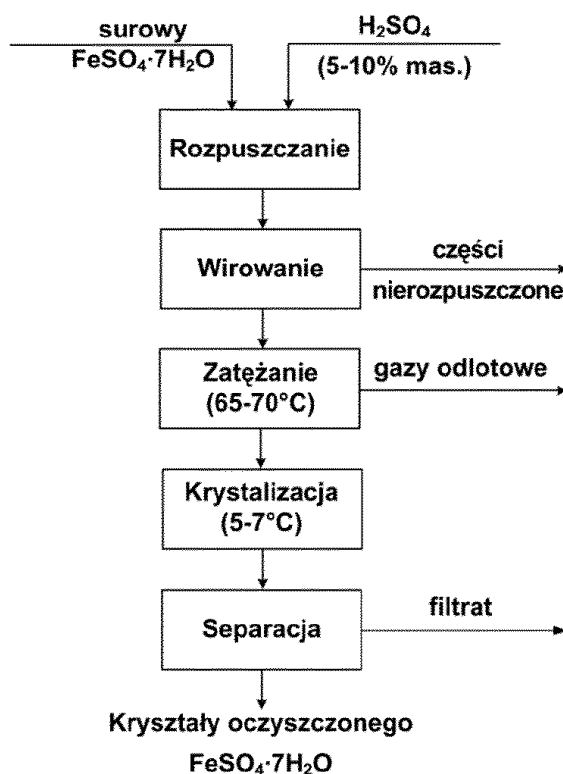 surowy
FeSO₄·7H₂O
H₂SO₄
(5-10% mas.)
Rozpuszczanie
Wirowanie
części
nierozpuszczone
Zatężanie
(65-70°C)
gazy odlotowe
Krystalizacja
(5-7°C)
Separacja
filtrat
Kryształy oczyszczonego
FeSO₄·7H₂O